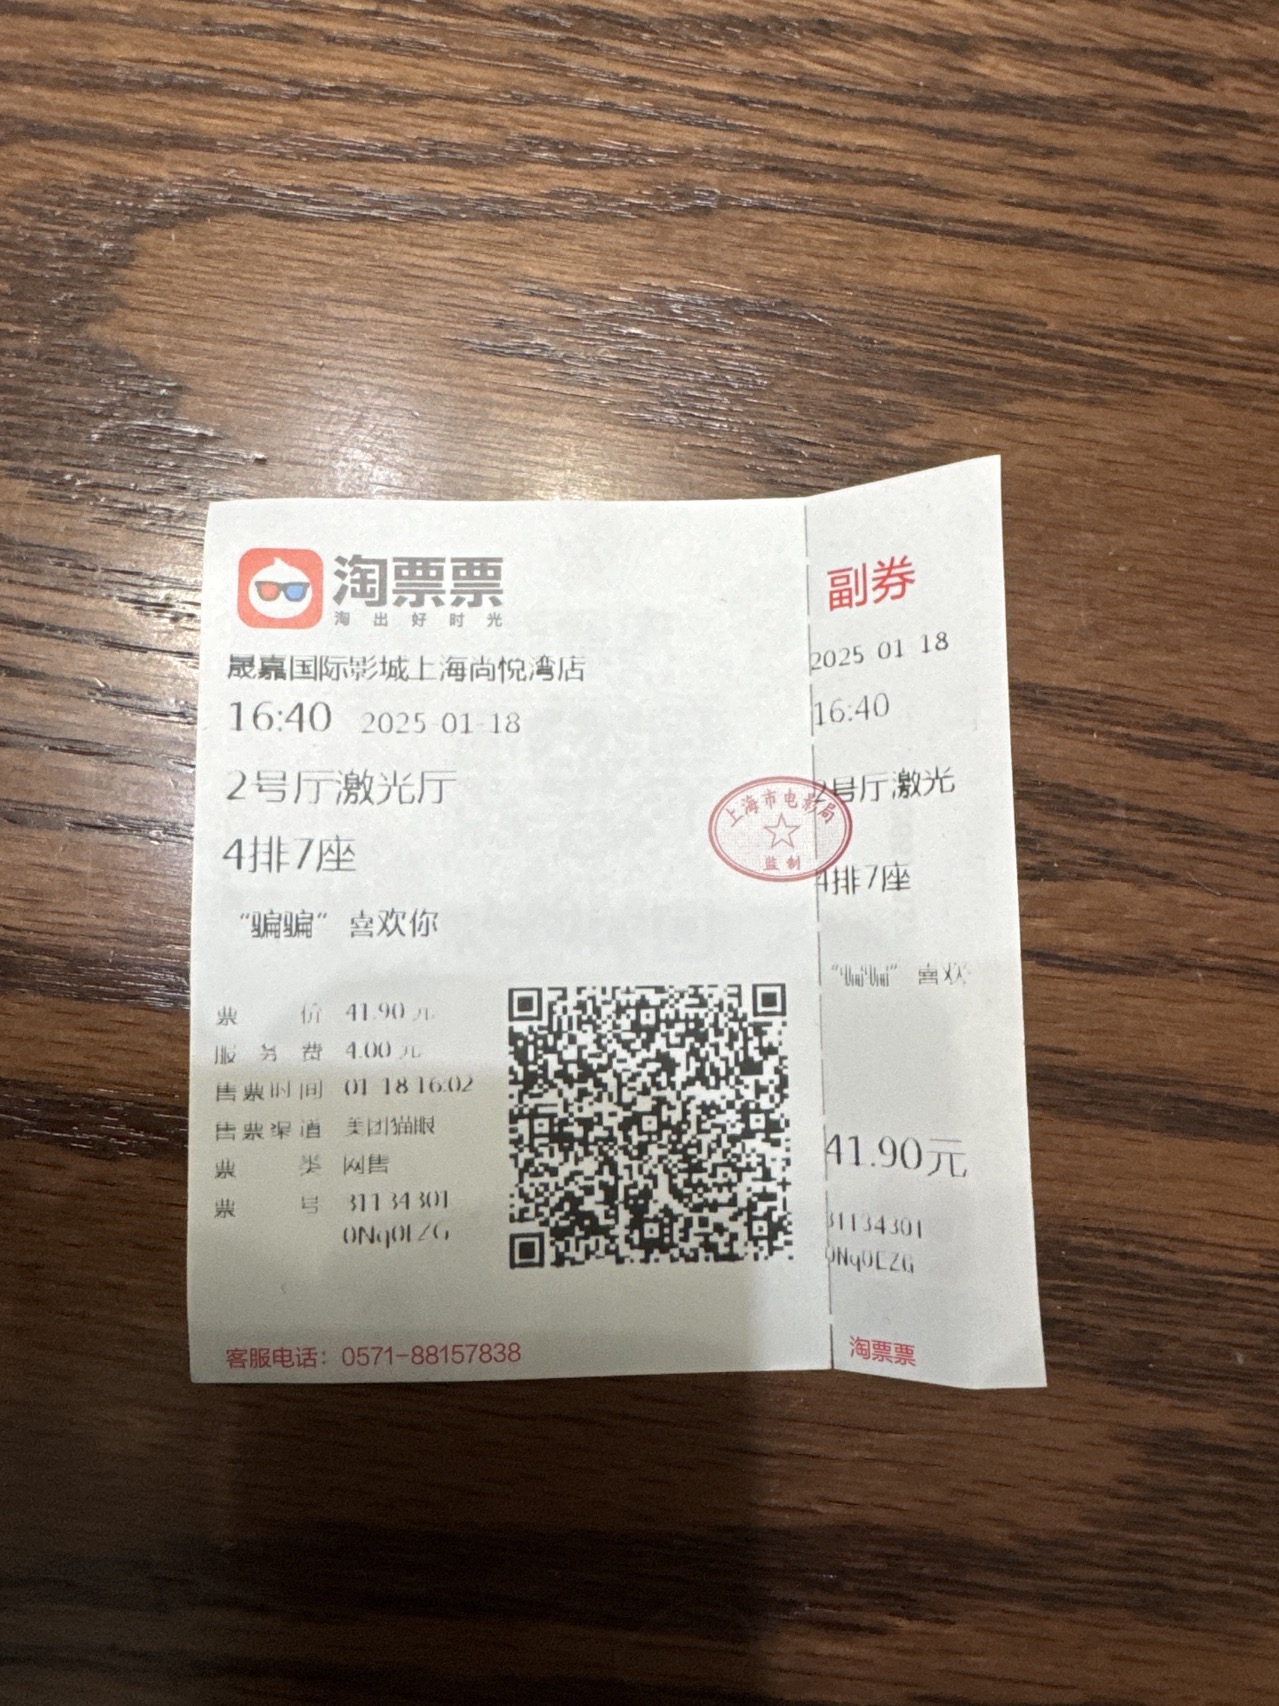 淘票票
淘出好时光
晟嘉国际影城上海尚悦湾店
16:40 2025-01-18
2号厅激光厅
4排7座
“骗骗” 喜欢你
票价 41.90元
服务费 4.00元
售票时间 01-18 16:02
售票渠道 美团猫眼
票类 网售
票号 31134301
0Nq0EZG
客服电话：0571-88157838
上海市电影局
监制
副券
2025 01 18
16:40
2号厅激光
4排7座
“骗骗” 喜欢
41.90元
31134301
0Nq0EZG
淘票票